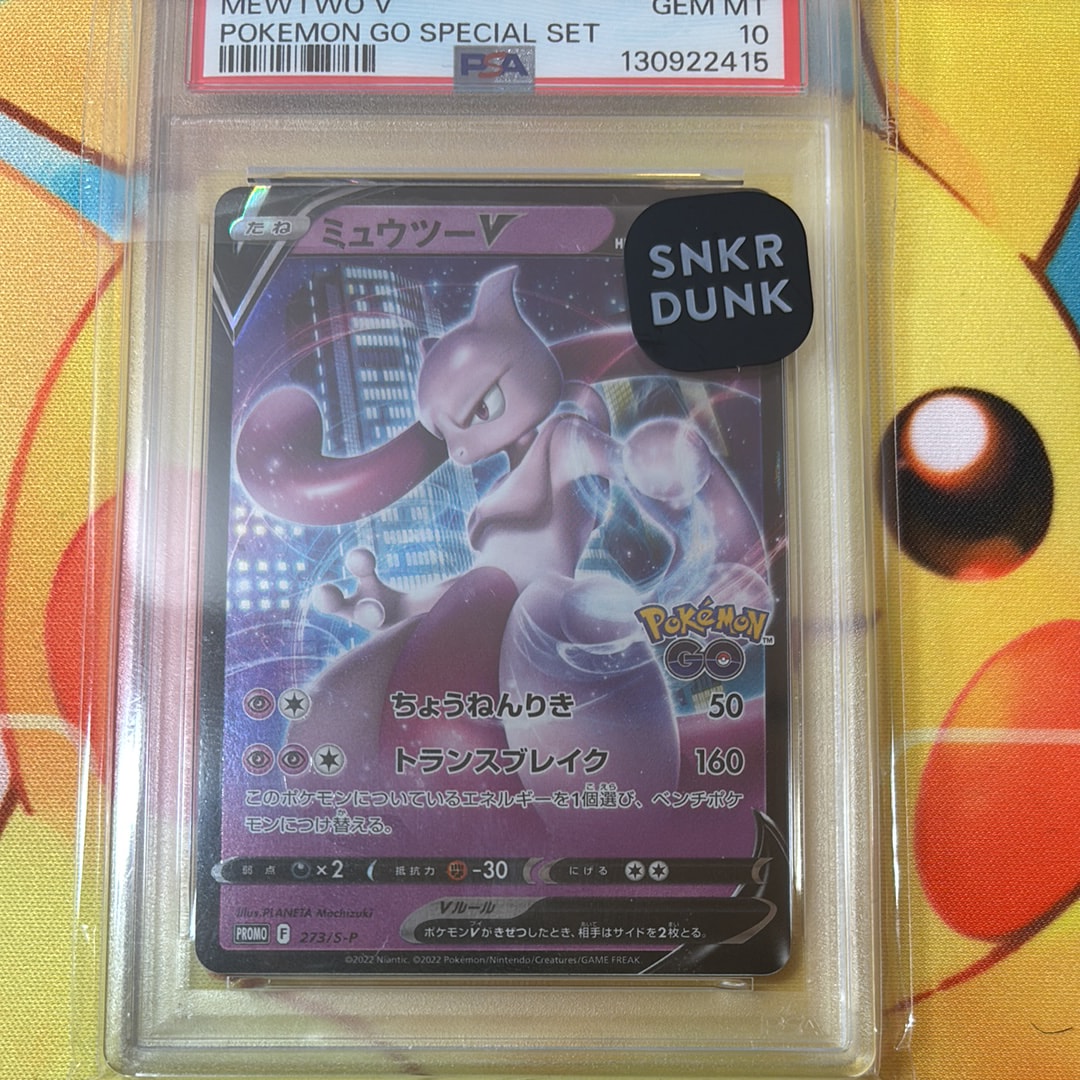 MEWTWO V GEM MT
POKEMON GO SPECIAL SET 10
PSA 130922415
たね ミュウツーV
SNKR
DUNK
Pokémon™
GO
ちょうねんりき 50
トランスブレイク 160
このポケモンについているエネルギーを1個選び、ベンチポケ
モンにつけ替える。
弱点 ×2 抵抗力 -30 にげる
Illus.PLANETA Mochizuki
Vルール
PROMO F 273/S-P
ポケモンVがきぜつしたとき、相手はサイドを2枚とる。
©2022 Niantic. ©2022 Pokémon/Nintendo/Creatures/GAME FREAK.